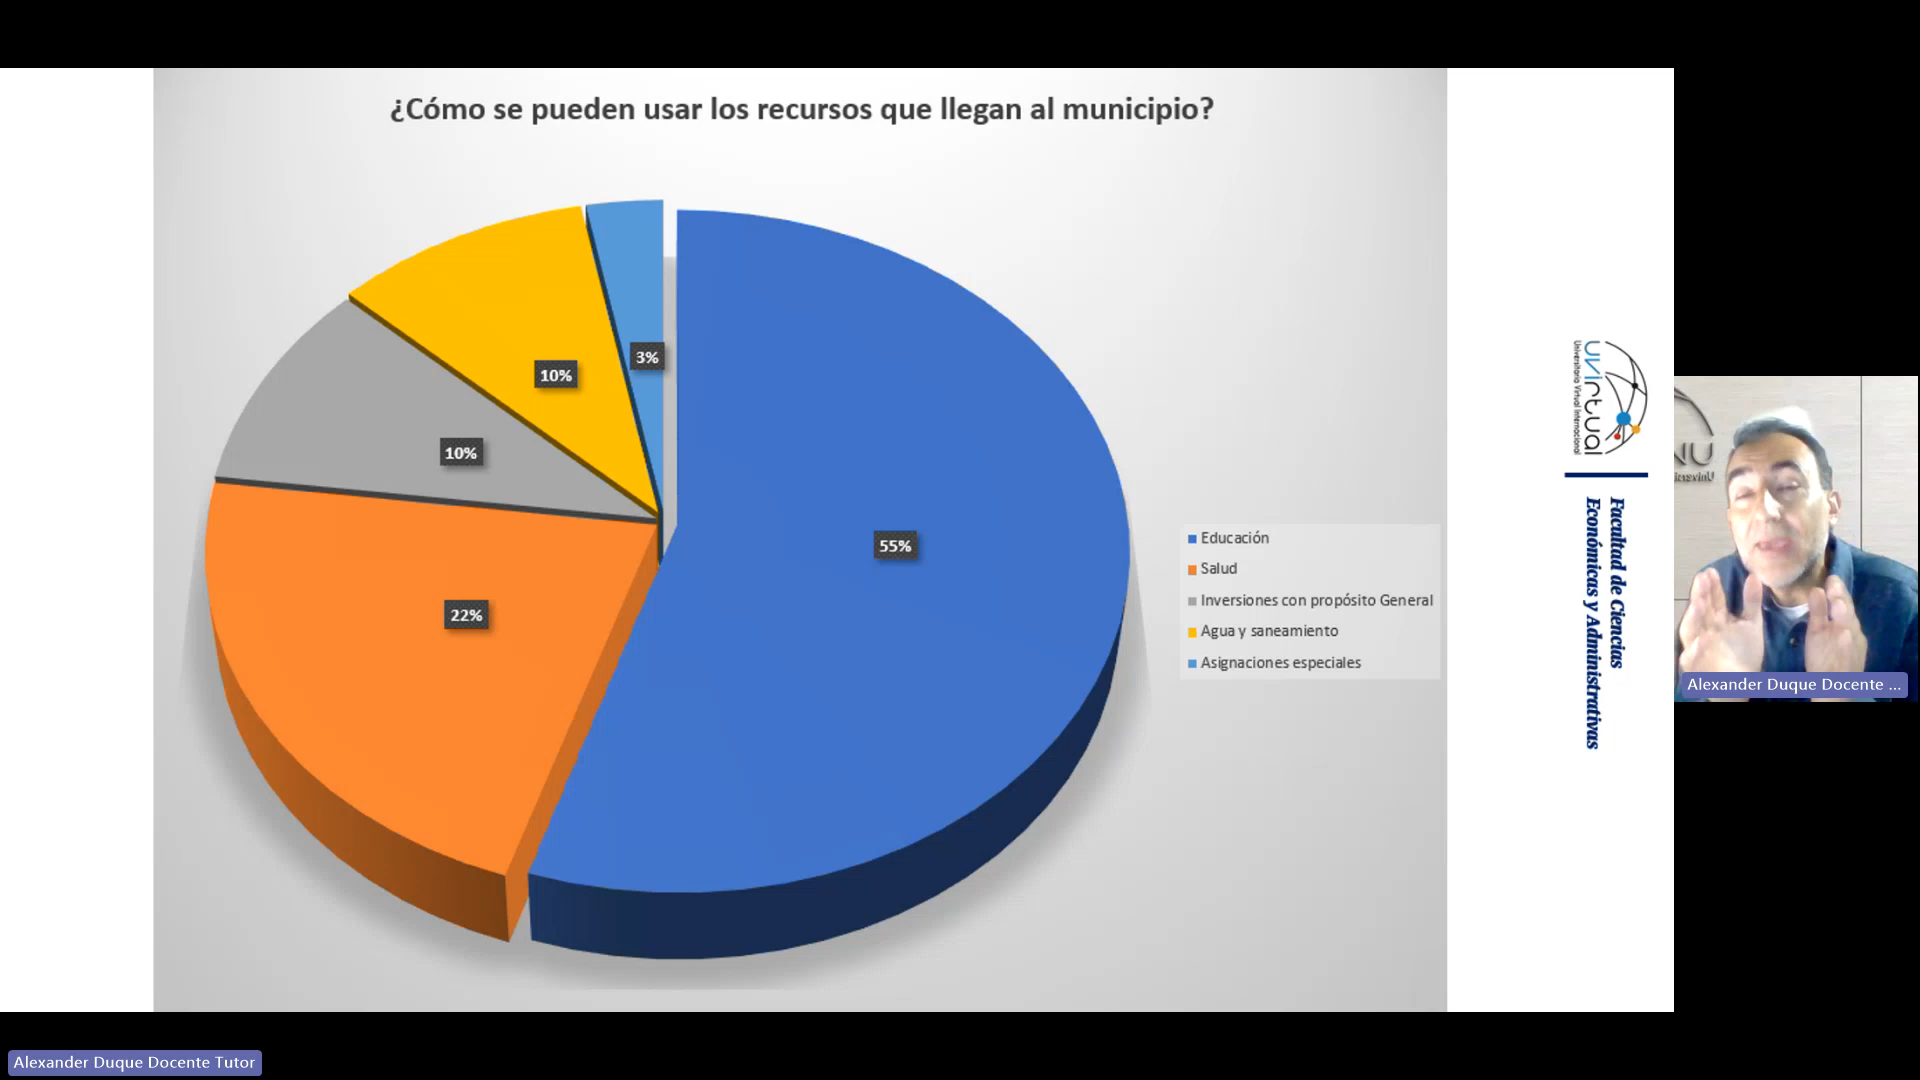 ¿Cómo se pueden usar los recursos que llegan al municipio?
3%
10%
10%
55%
22%
Educación
Salud
Inversiones con propósito General
Agua y saneamiento
Asignaciones especiales
uvirtual
Universitaria Virtual Internacional
Facultad de Ciencias
Económicas y Administrativas
Alexander Duque Docente ...
Alexander Duque Docente Tutor